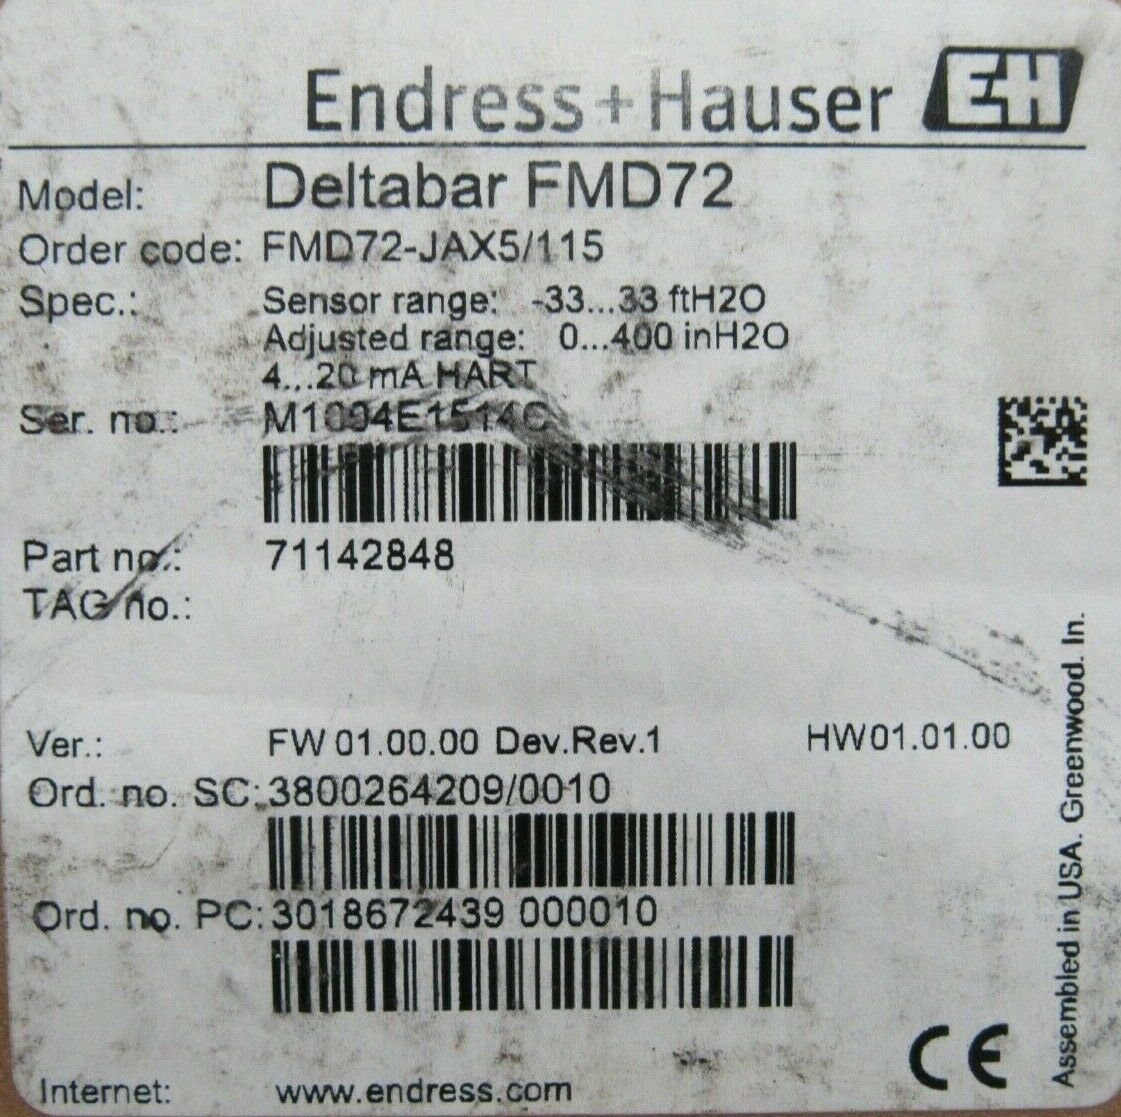 Endress+Hauser EH
Model: Deltabar FMD72
Order code: FMD72-JAX5/115
Spec.: Sensor range: -33...33 ftH2O
Adjusted range: 0...400 inH2O
4...20 mA HART
Ser. no.: M1004E1514C
Part no.: 71142848
TAG no.:
Ver.: FW 01.00.00 Dev.Rev.1 HW01.01.00
Ord. no. SC: 3800264209/0010
Ord. no. PC: 3018672439 000010
Internet: www.endress.com
CE
Assembled in USA. Greenwood. In.